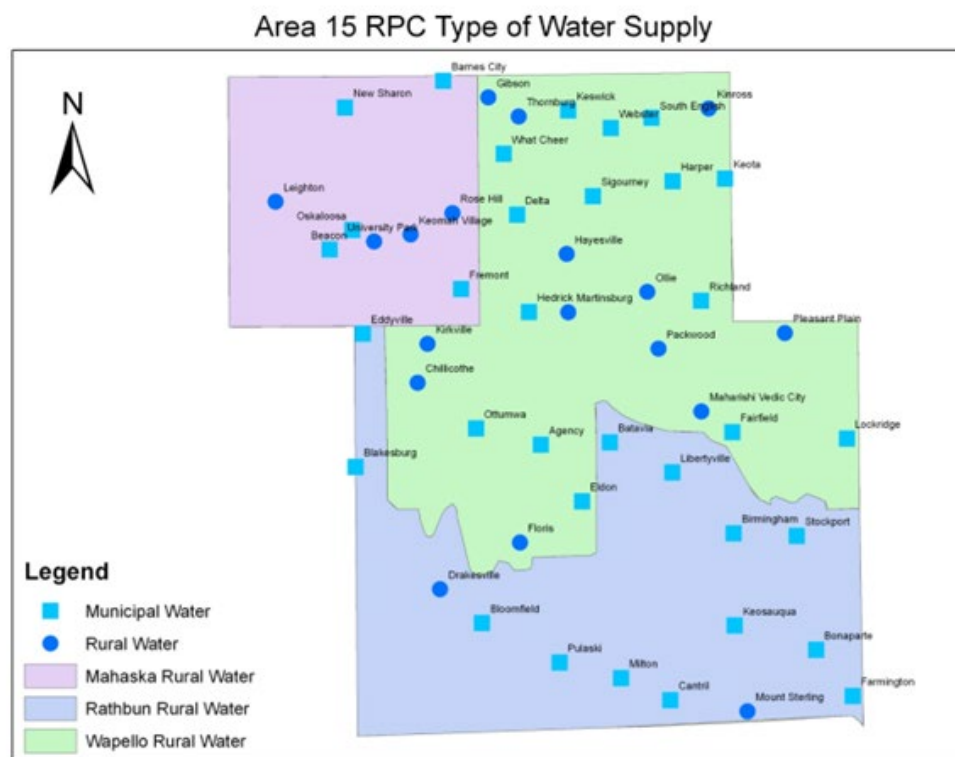 Area 15 RPC Type of Water Supply
N
Barnes City
Gibson
New Sharon
Thornburg
Keswick
Webster
South English
Kinross
What Cheer
Harper
Keota
Leighton
Sigourney
Rose Hill
Delta
Oskaloosa
Keomah Village
University Park
Beacon
Hayesville
Fremont
Ollie
Richland
Hedrick Martinsburg
Eddyville
Kirkville
Packwood
Pleasant Plain
Chillicothe
Maharishi Vedic City
Ottumwa
Agency
Batavia
Fairfield
Lockridge
Blakesburg
Libertyville
Eldon
Floris
Birmingham
Stockport
Drakesville
Bloomfield
Keosauqua
Bonaparte
Pulaski
Milton
Cantril
Mount Sterling
Farmington
Legend
Municipal Water
Rural Water
Mahaska Rural Water
Rathbun Rural Water
Wapello Rural Water